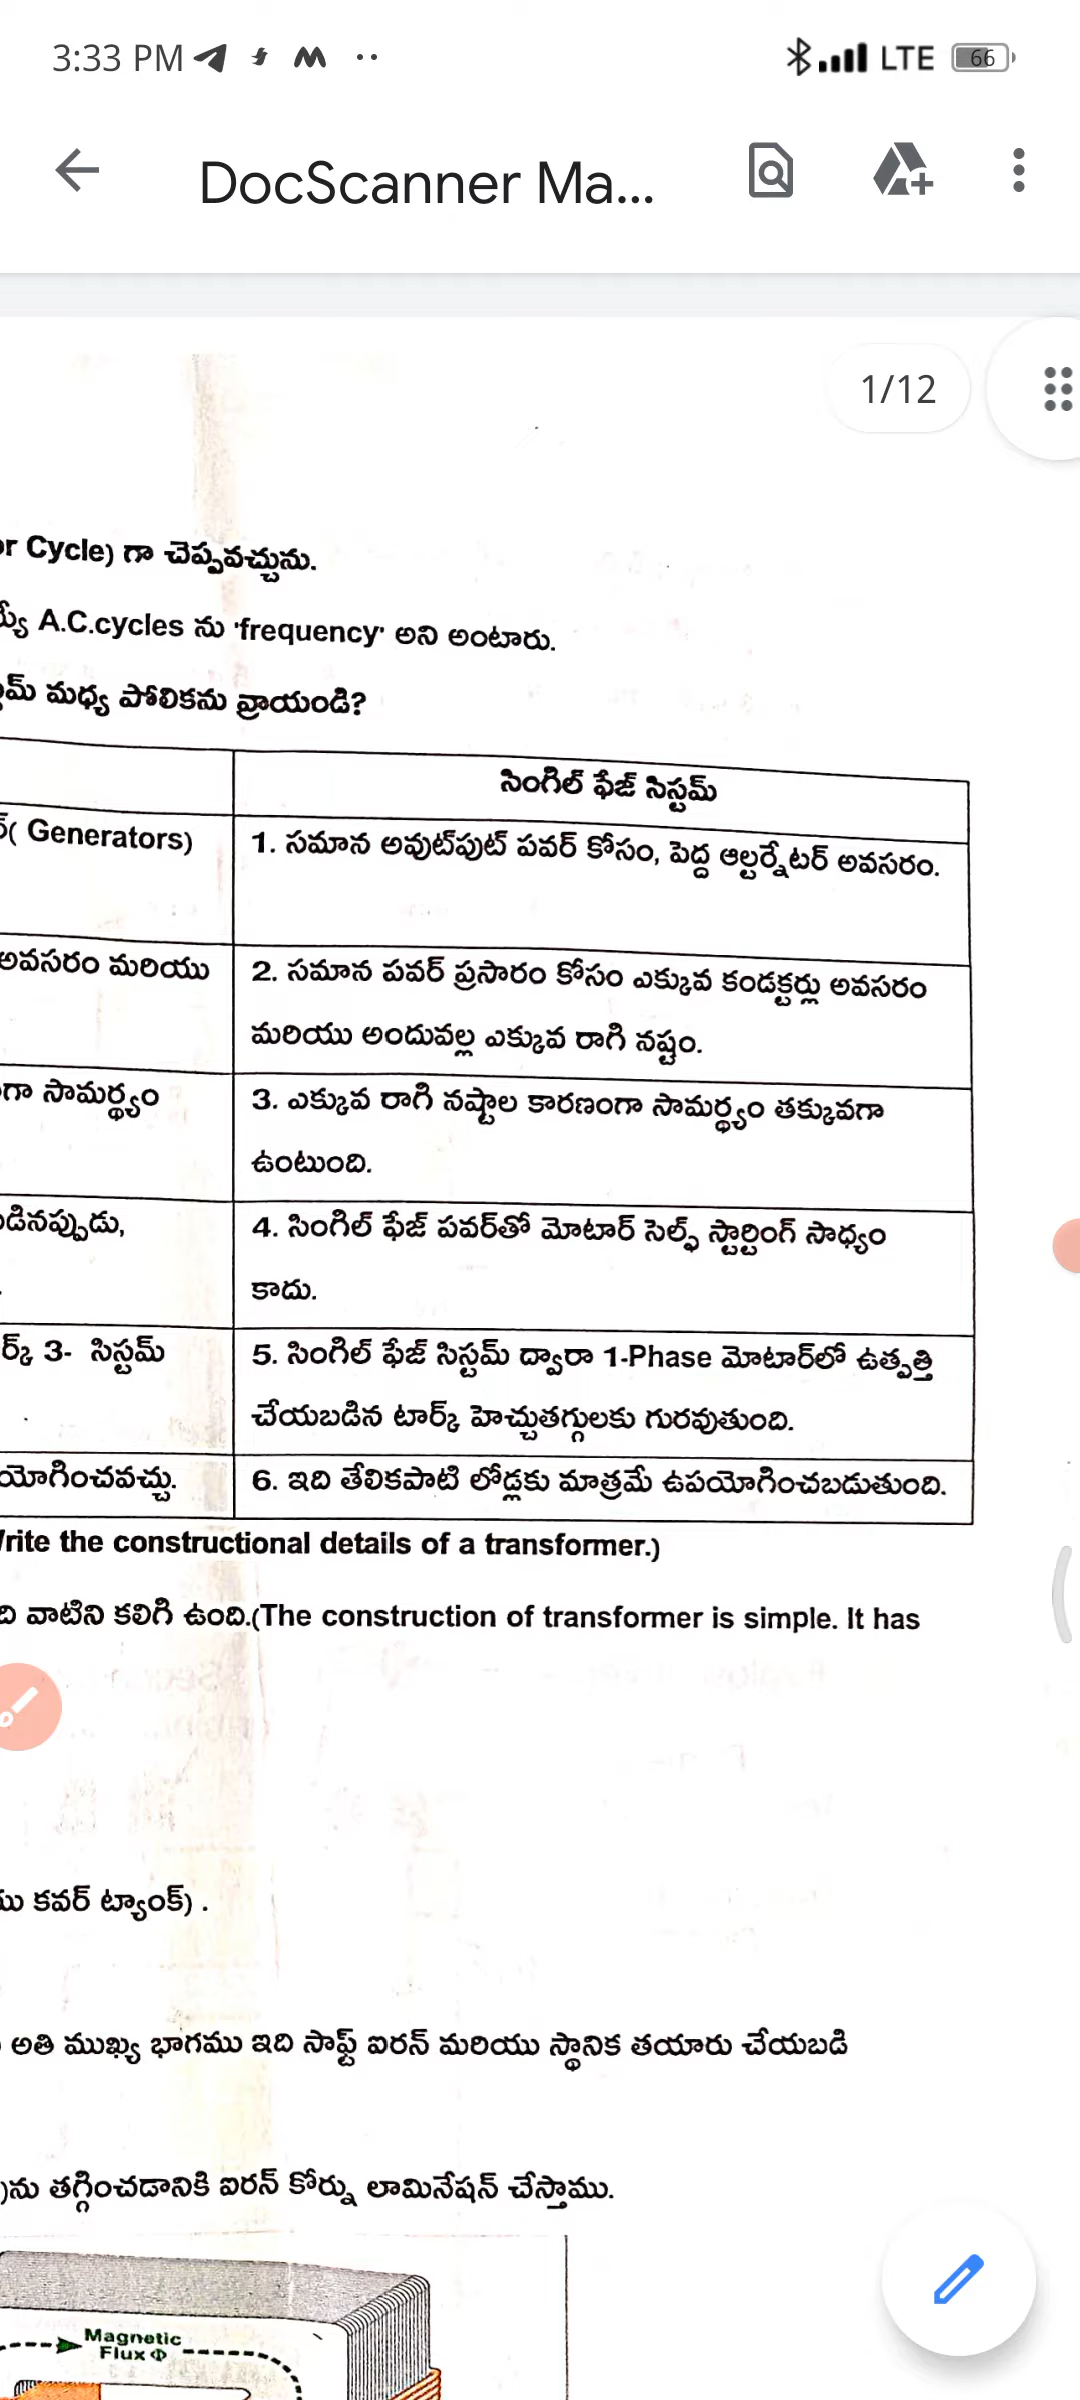 3:33 PM
LTE 66
DocScanner Ma...
1/12
Cycle) గా చెప్పవచ్చును.
A.C.cycles ను 'frequency' అని అంటారు.
మధ్య పోలికను వ్రాయండి?
సింగిల్ ఫేజ్ సిస్టమ్
( Generators)
1. సమాన అవుట్‌పుట్ పవర్ కోసం, పెద్ద ఆల్టర్నేటర్ అవసరం.
అవసరం మరియు
2. సమాన పవర్ ప్రసారం కోసం ఎక్కువ కండక్టర్లు అవసరం
మరియు అందువల్ల ఎక్కువ రాగి నష్టం.
గా సామర్థ్యం
3. ఎక్కువ రాగి నష్టాల కారణంగా సామర్థ్యం తక్కువగా
ఉంటుంది.
4. సింగిల్ ఫేజ్ పవర్‌తో మోటార్ సెల్ఫ్ స్టార్టింగ్ సాధ్యం
కాదు.
3- సిస్టమ్
5. సింగిల్ ఫేజ్ సిస్టమ్ ద్వారా 1-Phase మోటార్‌లో ఉత్పత్తి
చేయబడిన టార్క్ హెచ్చుతగ్గులకు గురవుతుంది.
యోగించవచ్చు.
6. ఇది తేలికపాటి లోడ్లకు మాత్రమే ఉపయోగించబడుతుంది.
rite the constructional details of a transformer.)
ది వాటిని కలిగి ఉంది.(The construction of transformer is simple. It has
కవర్ ట్యాంక్) .
అతి ముఖ్య భాగము ఇది సాఫ్ట్ ఐరన్ మరియు స్థానిక తయారు చేయబడి
)ను తగ్గించడానికి ఐరన్ కోర్ను లామినేషన్ చేస్తాము.
Magnetic
Flux Φ